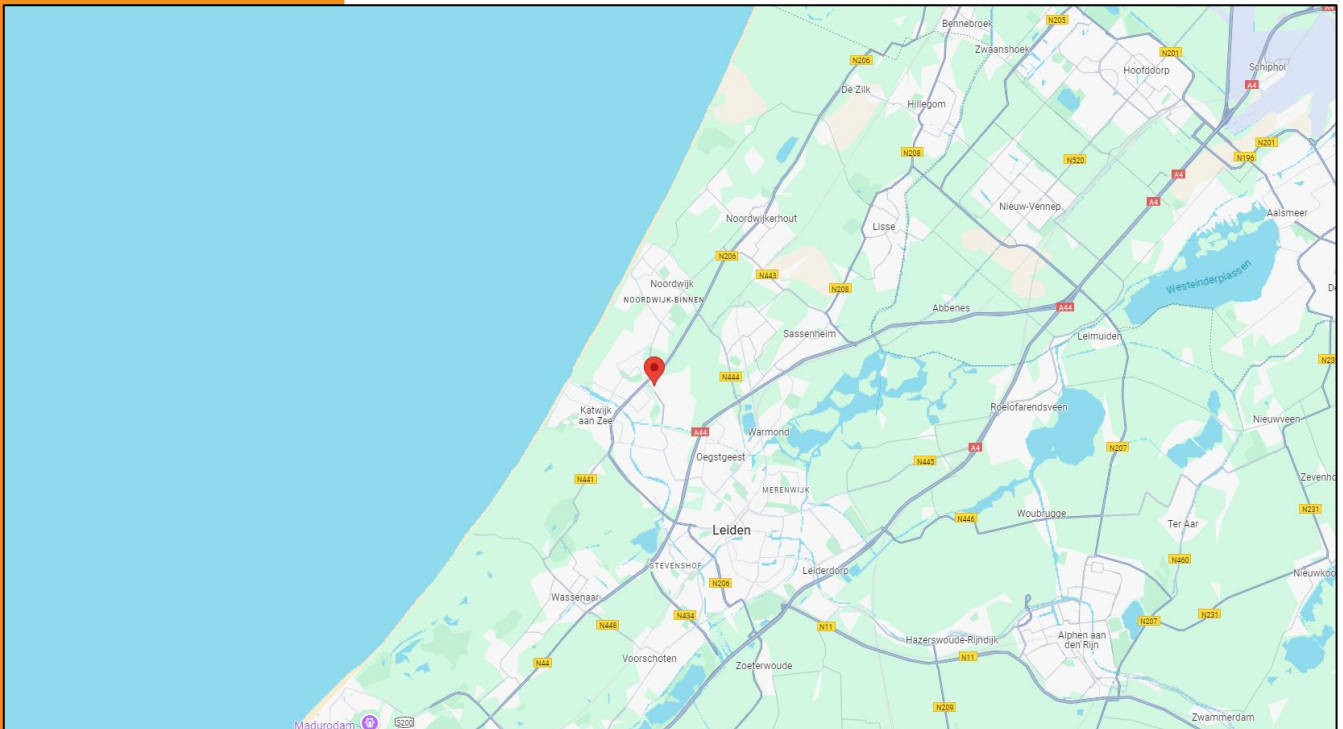 Bennebroek
N205
A4
Zwaanshoek
N201
N206
Hoofddorp
Schiphol
De Zilk
A4
Hillegom
N208
N201
N520
N196
A4
A4
Nieuw-Vennep
Noordwijkerhout
Lisse
Aalsmeer
N206
N443
Westeinderplassen
Noordwijk
N208
NOORDWIJK-BINNEN
Abbenes
A44
Sassenheim
Leimuiden
N444
Katwijk
aan Zee
Roelofarendsveen
Nieuwveen
A44
Warmond
A4
N207
Oegstgeest
N445
N441
MERENWIJK
N231
Woubrugge
N446
Ter Aar
Leiden
N460
STEVENSHOF
Leiderdorp
N206
Wassenaar
N434
N231
N207
N448
N11
Hazerswoude-Rijndijk
Alphen aan
den Rijn
Voorschoten
N11
N44
Zoeterwoude
N209
Zwammerdam
Madurodam
S200